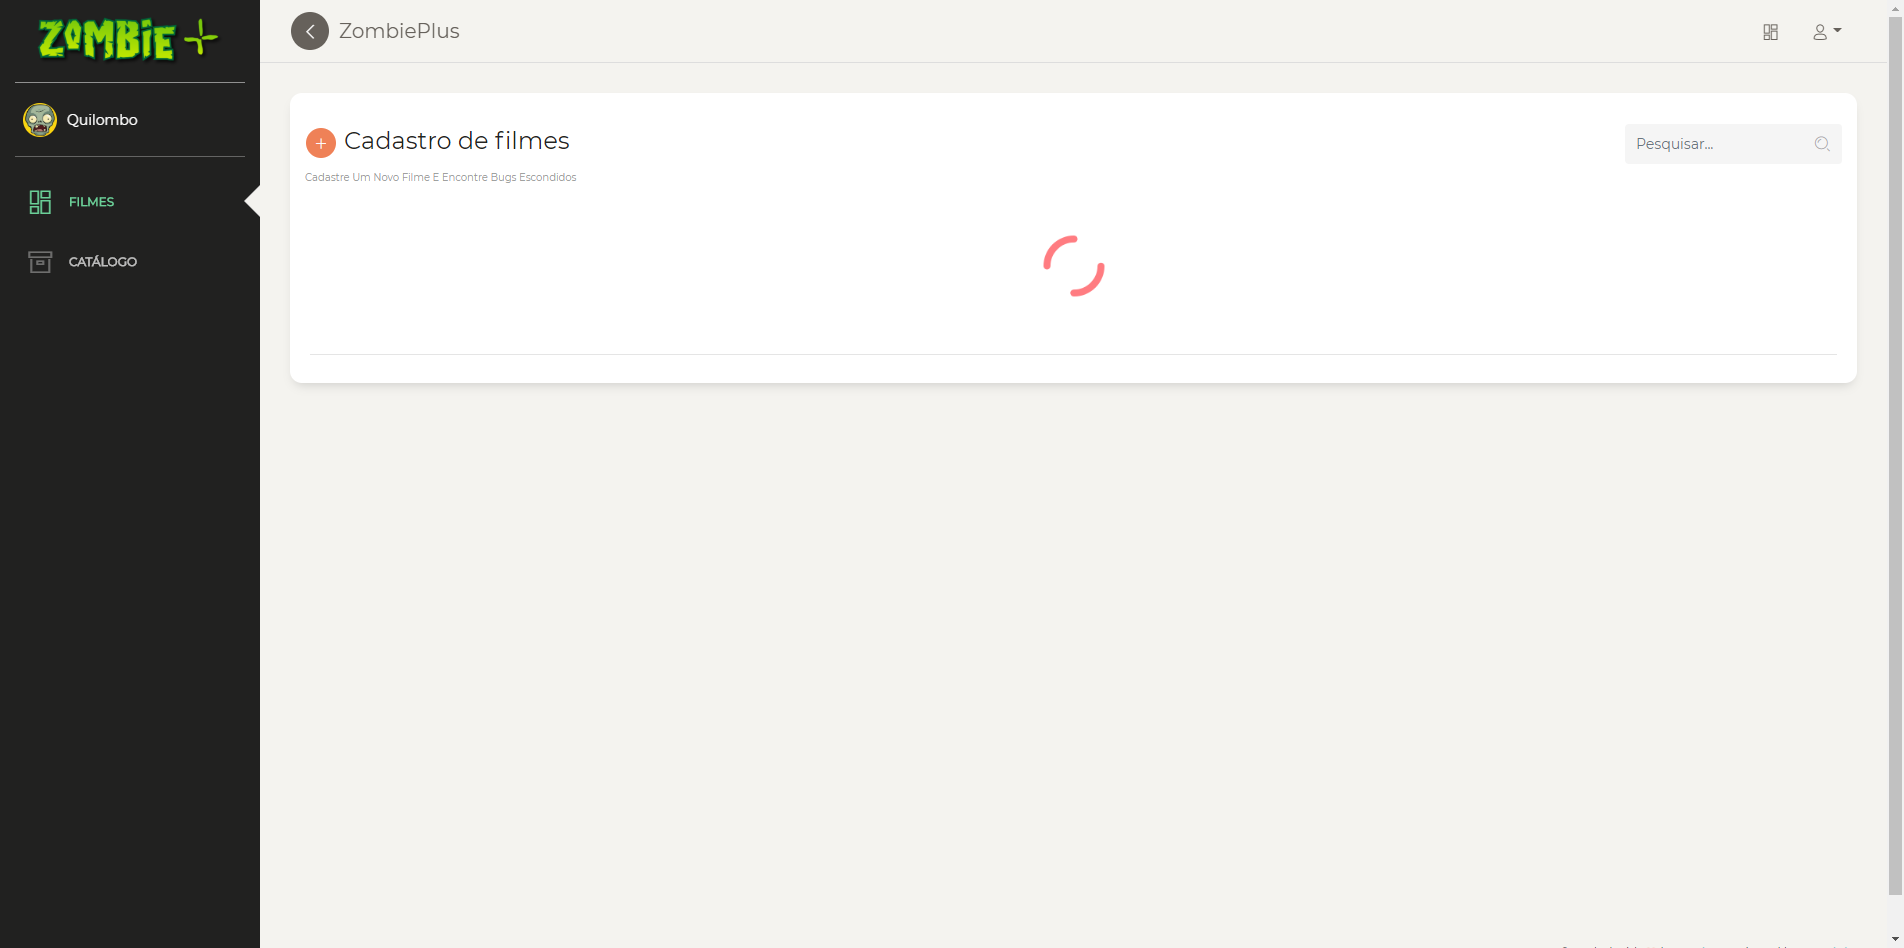 ZOMBiE +
Quilombo
FILMES
CATÁLOGO
ZombiePlus
Cadastro de filmes
Cadastre Um Novo Filme E Encontre Bugs Escondidos
Pesquisar...